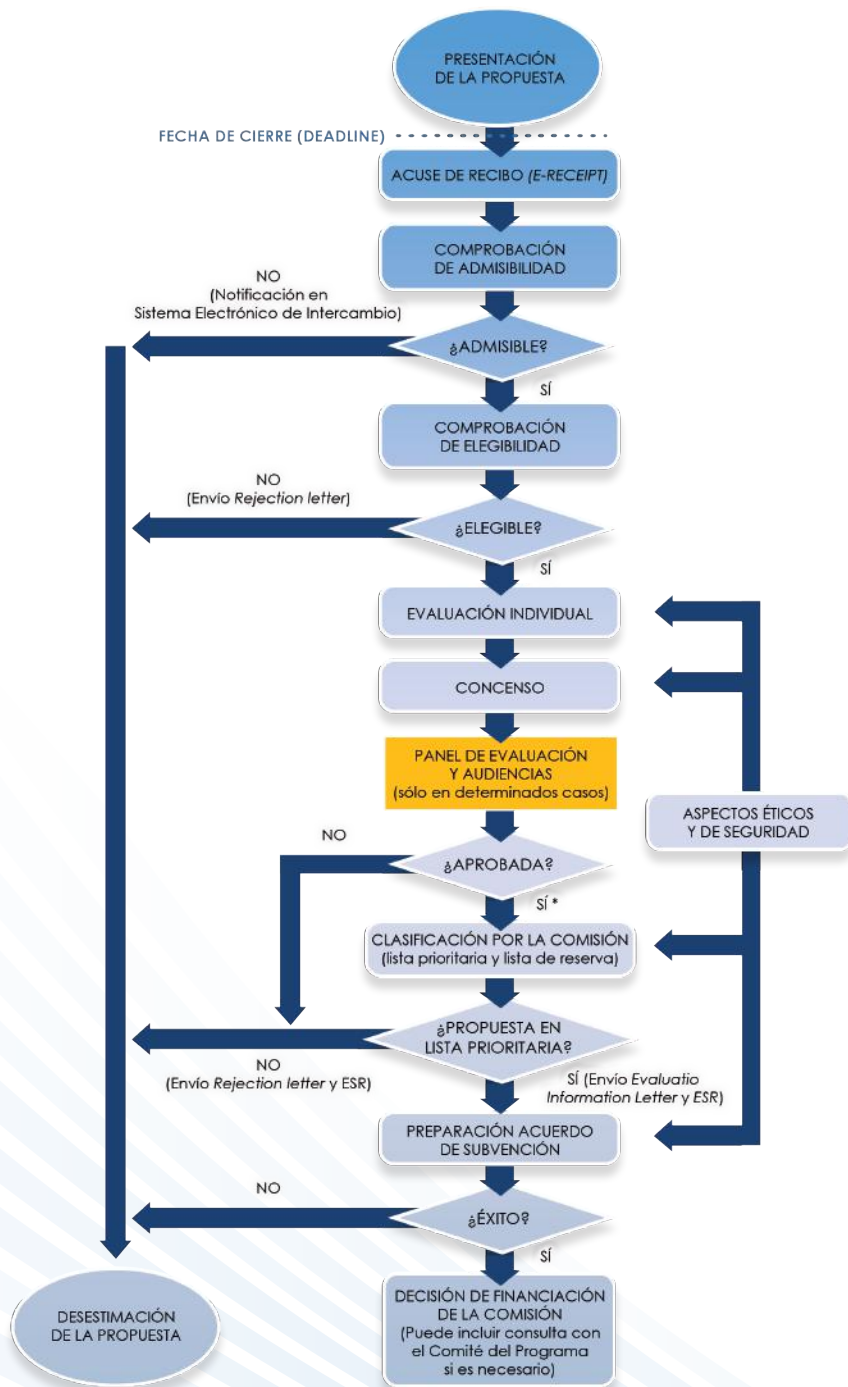 PRESENTACIÓN
DE LA PROPUESTA
FECHA DE CIERRE (DEADLINE)
ACUSE DE RECIBO (E-RECEIPT)
COMPROBACIÓN
DE ADMISIBILIDAD
NO
(Notificación en
Sistema Electrónico de Intercambio)
¿ADMISIBLE?
SÍ
COMPROBACIÓN
DE ELEGIBILIDAD
NO
(Envío Rejection letter)
¿ELEGIBLE?
SÍ
EVALUACIÓN INDIVIDUAL
CONCENSO
PANEL DE EVALUACIÓN
Y AUDIENCIAS
(sólo en determinados casos)
ASPECTOS ÉTICOS
Y DE SEGURIDAD
NO
¿APROBADA?
SÍ *
CLASIFICACIÓN POR LA COMISIÓN
(lista prioritaria y lista de reserva)
¿PROPUESTA EN
LISTA PRIORITARIA?
NO
(Envío Rejection letter y ESR)
SÍ (Envío Evaluatio
Information Letter y ESR)
PREPARACIÓN ACUERDO
DE SUBVENCIÓN
NO
¿ÉXITO?
SÍ
DESESTIMACIÓN
DE LA PROPUESTA
DECISIÓN DE FINANCIACIÓN
DE LA COMISIÓN
(Puede incluir consulta con
el Comité del Programa
si es necesario)